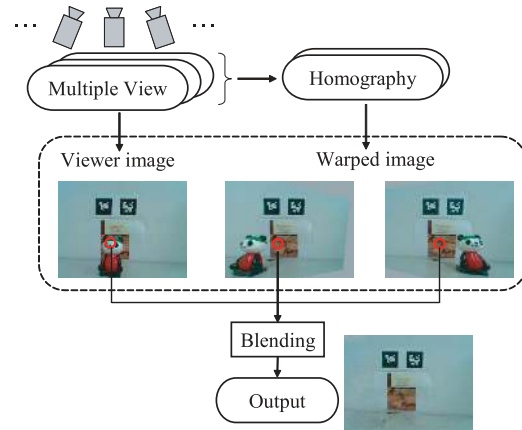 Multiple View
Homography
Viewer image
Warped image
Blending
Output